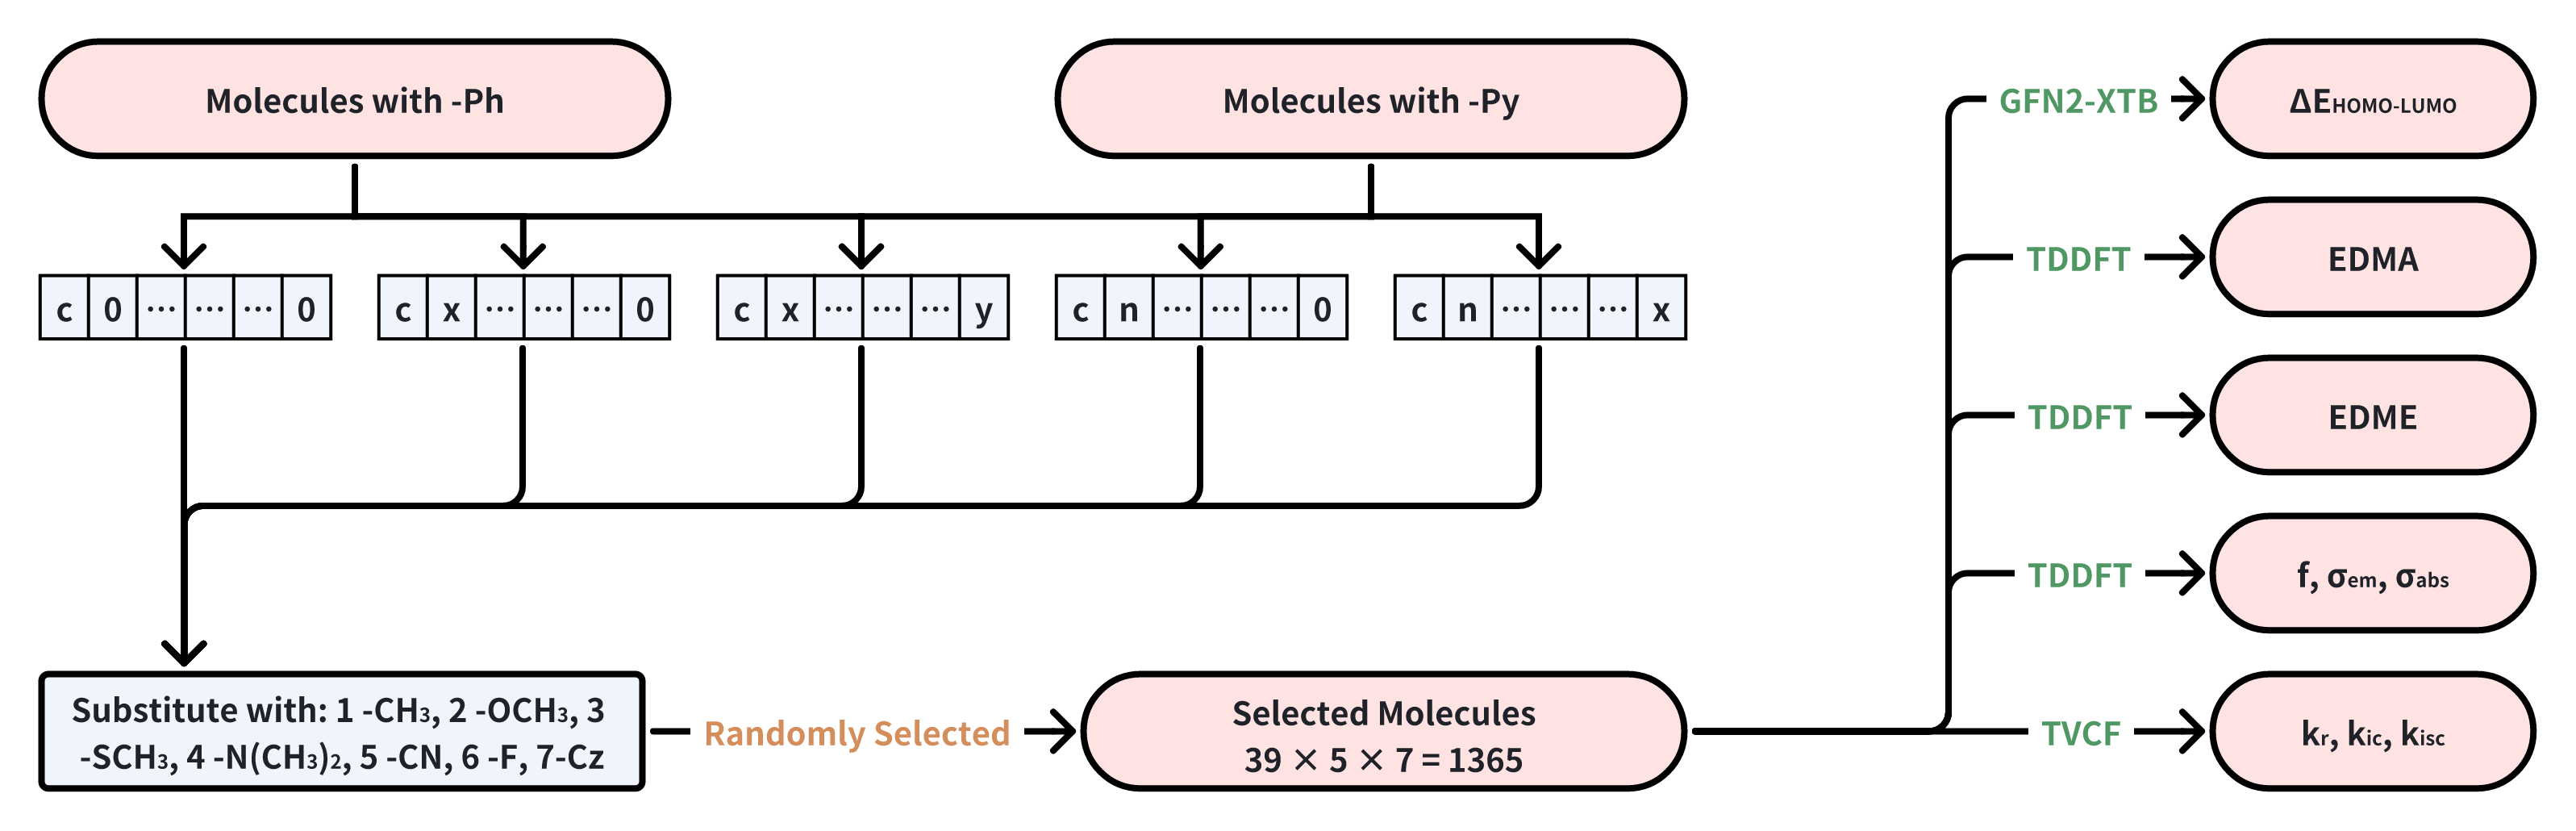 Molecules with -Ph
Molecules with -Py
c 0 ... ... ... 0
c x ... ... ... 0
c x ... ... ... y
c n ... ... ... 0
c n ... ... ... x
Substitute with: 1 -CH₃, 2 -OCH₃, 3
-SCH₃, 4 -N(CH₃)₂, 5 -CN, 6 -F, 7-Cz
Randomly Selected
Selected Molecules
39 × 5 × 7 = 1365
GFN2-XTB
ΔEHOMO-LUMO
TDDFT
EDMA
TDDFT
EDME
TDDFT
f, σem, σabs
TVCF
kr, kic, kisc